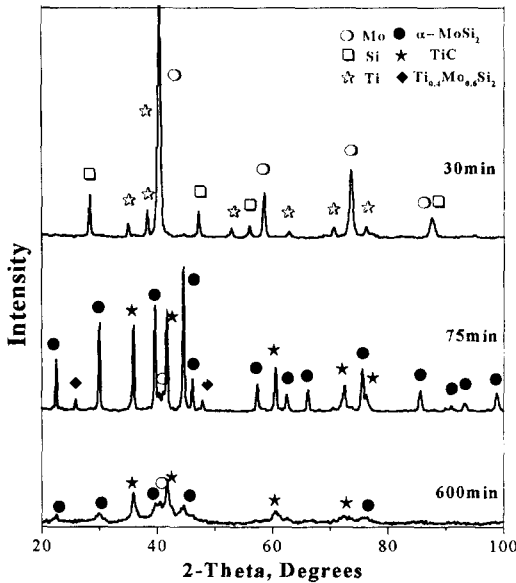 Mo α-MoSi2
Si TiC
Ti Ti0.4Mo0.6Si2
30min
75min
600min
Intensity
20 40 60 80 100
2-Theta, Degrees